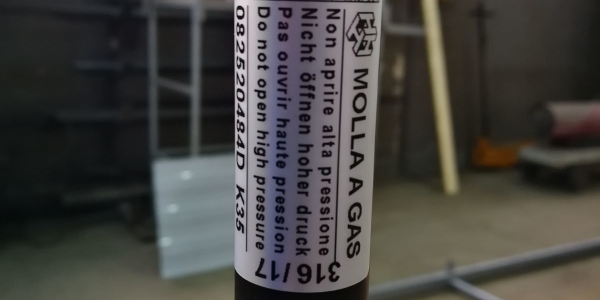 MOLLA A GAS
Non aprire alta pressione
Nicht öffnen hoher druck
Pas ouvrir haute pression
Do not open high pressure
082520484D K35
316/17